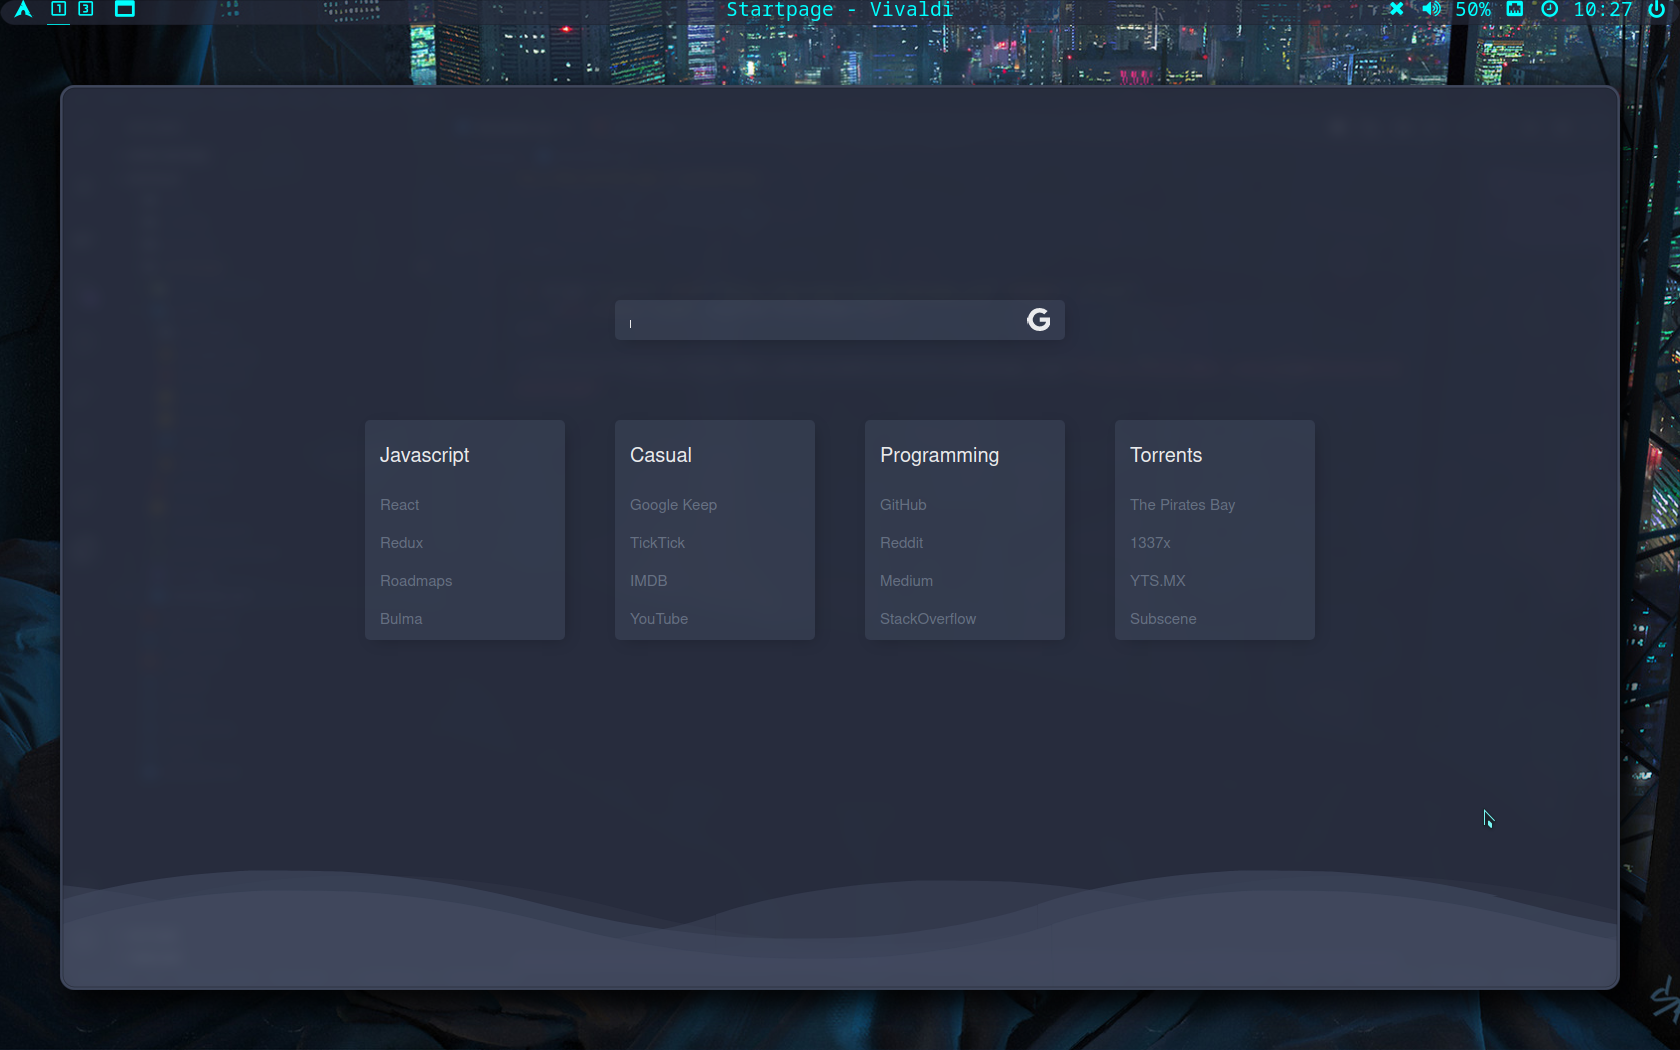 1 3
Startpage - Vivaldi
50%
10:27
G
Javascript
React
Redux
Roadmaps
Bulma
Casual
Google Keep
TickTick
IMDB
YouTube
Programming
GitHub
Reddit
Medium
StackOverflow
Torrents
The Pirates Bay
1337x
YTS.MX
Subscene